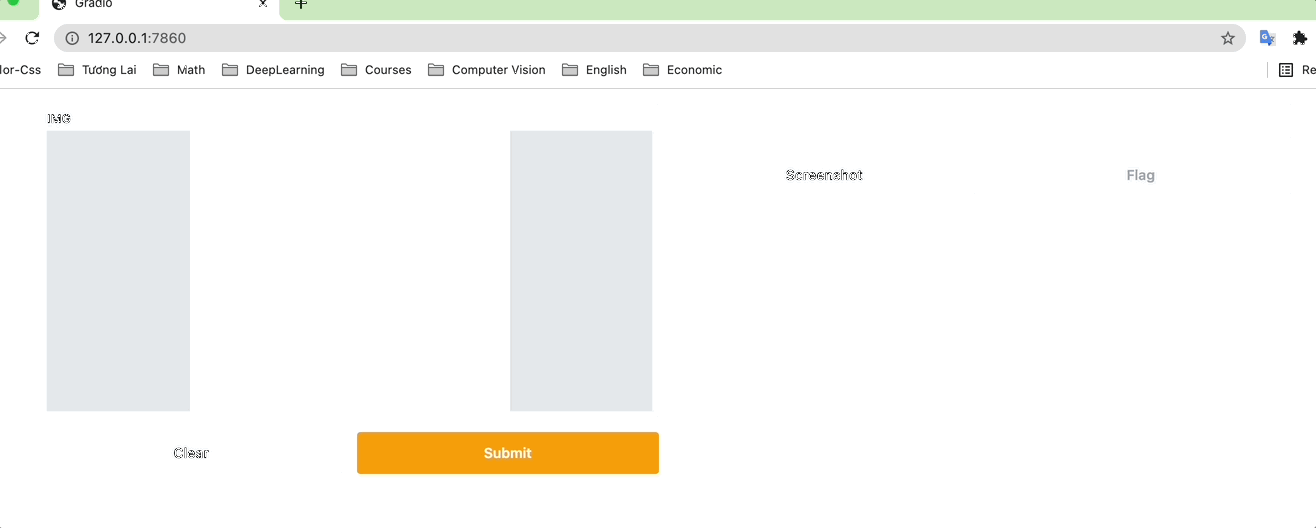 Gradio
127.0.0.1:7860
lor-Css Tương Lai Math DeepLearning Courses Computer Vision English Economic Re
IMG
Screenshot Flag
Clear Submit